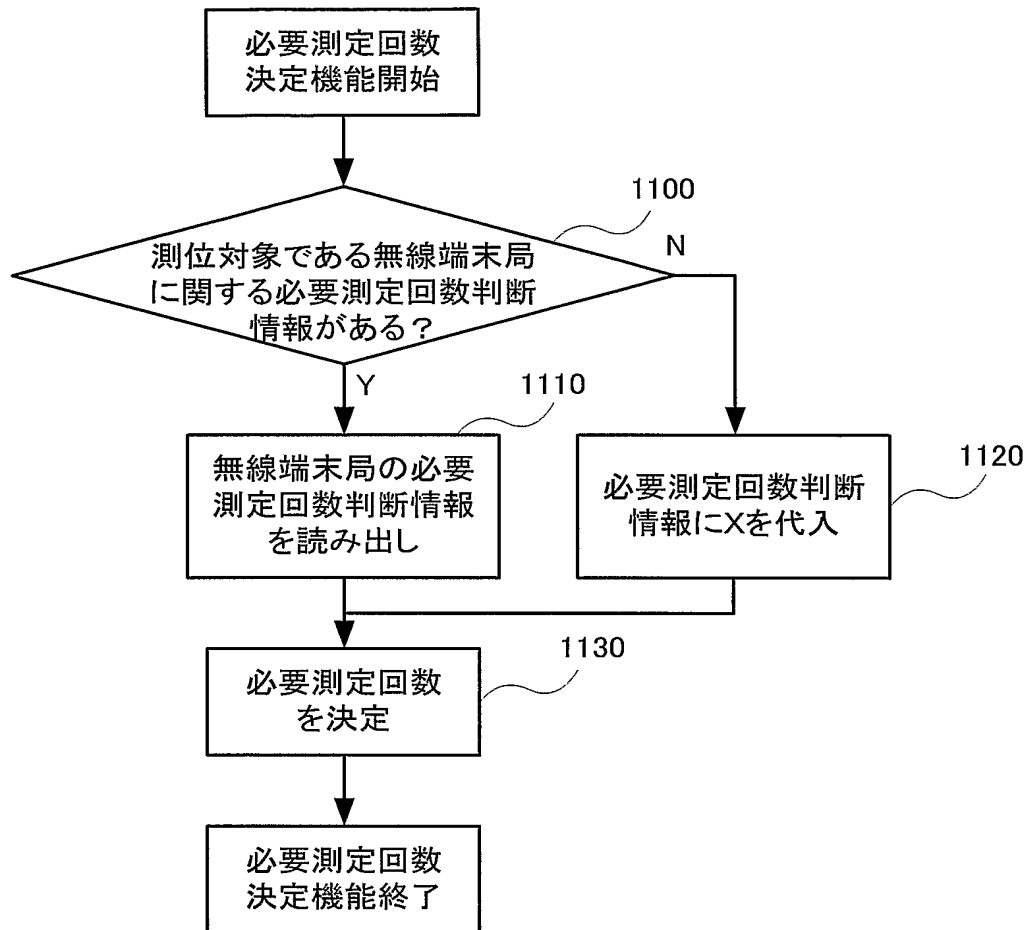 必要測定回数
決定機能開始
1100
測位対象である無線端末局
に関する必要測定回数判断
情報がある？
N
Y
1110
無線端末局の必要
測定回数判断情報
を読み出し
1120
必要測定回数判断
情報にXを代入
1130
必要測定回数
を決定
必要測定回数
決定機能終了